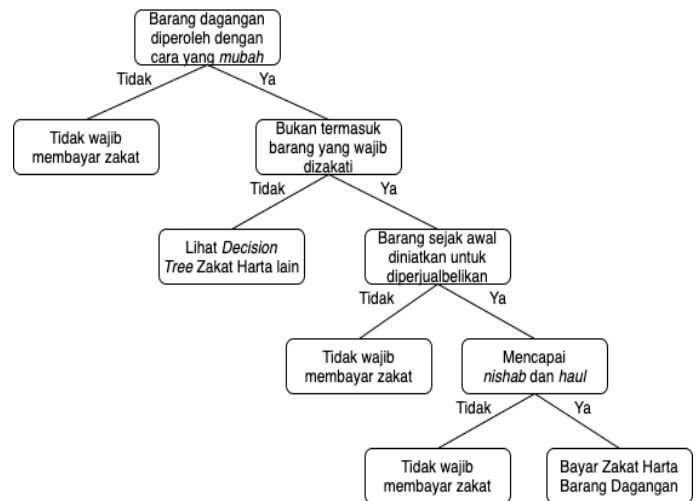 Barang dagangan
diperoleh dengan
cara yang mubah
Tidak
Ya
Tidak wajib
membayar zakat
Bukan termasuk
barang yang wajib
dizakati
Tidak
Ya
Lihat Decision
Tree Zakat Harta lain
Barang sejak awal
diniatkan untuk
diperjualbelikan
Tidak
Ya
Tidak wajib
membayar zakat
Mencapai
nishab dan haul
Tidak
Ya
Tidak wajib
membayar zakat
Bayar Zakat Harta
Barang Dagangan